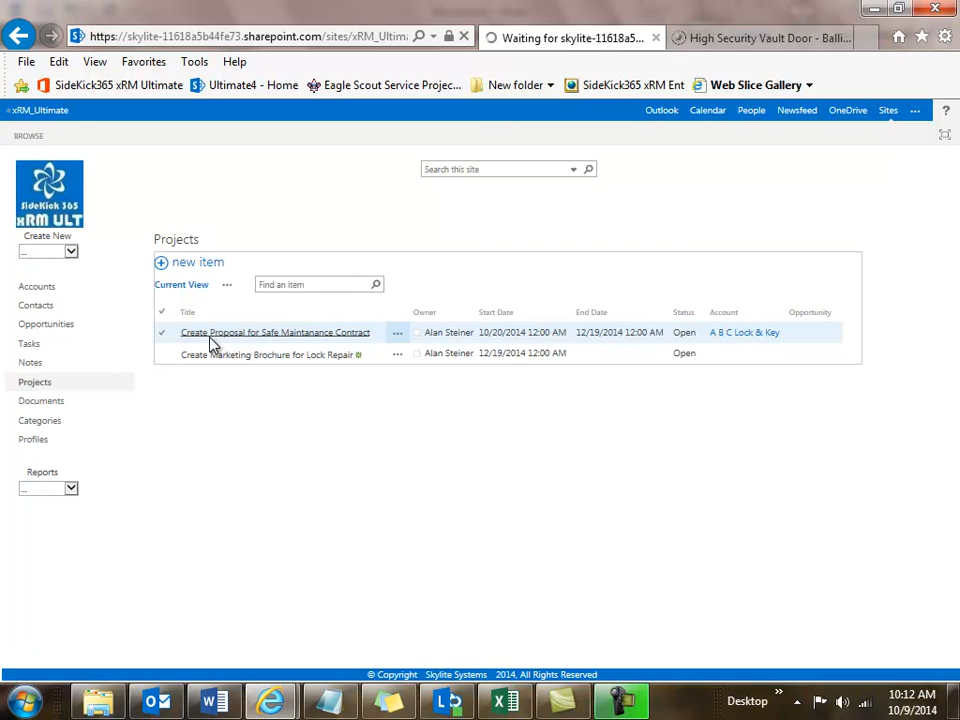 https://skylite-11618a5b44fe73.sharepoint.com/sites/xRM_Ultima
Waiting for skylite-11618a5...
High Security Vault Door - Balli...
File Edit View Favorites Tools Help
SideKick365 xRM Ultimate
Ultimate4 - Home
Eagle Scout Service Projec...
New folder
SideKick365 xRM Ent
Web Slice Gallery
xRM_Ultimate
Outlook Calendar People Newsfeed OneDrive Sites ... ?
BROWSE
SideKick 365
xRM ULT
Search this site
Create New
_
Projects
new item
Current View ... Find an item
Title Owner Start Date End Date Status Account Opportunity
Create Proposal for Safe Maintanance Contract ... Alan Steiner 10/20/2014 12:00 AM 12/19/2014 12:00 AM Open A B C Lock & Key
Create Marketing Brochure for Lock Repair ... Alan Steiner 12/19/2014 12:00 AM Open
Accounts
Contacts
Opportunities
Tasks
Notes
Projects
Documents
Categories
Profiles
Reports
_
© Copyright Skylite Systems 2014, All Rights Reserved
Desktop
10:12 AM
10/9/2014